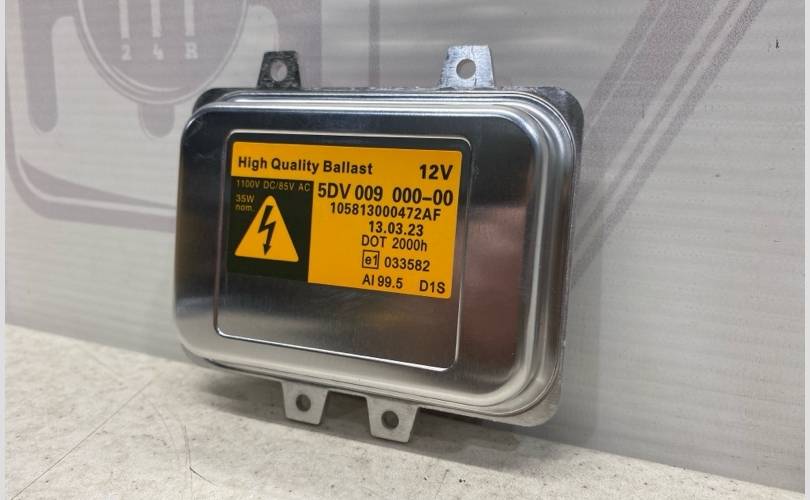 2 4 R
High Quality Ballast 12V
1100V DC/85V AC
35W
nom.
5DV 009 000-00
105813000472AF
13.03.23
DOT 2000h
e1 033582
Al 99.5 D1S